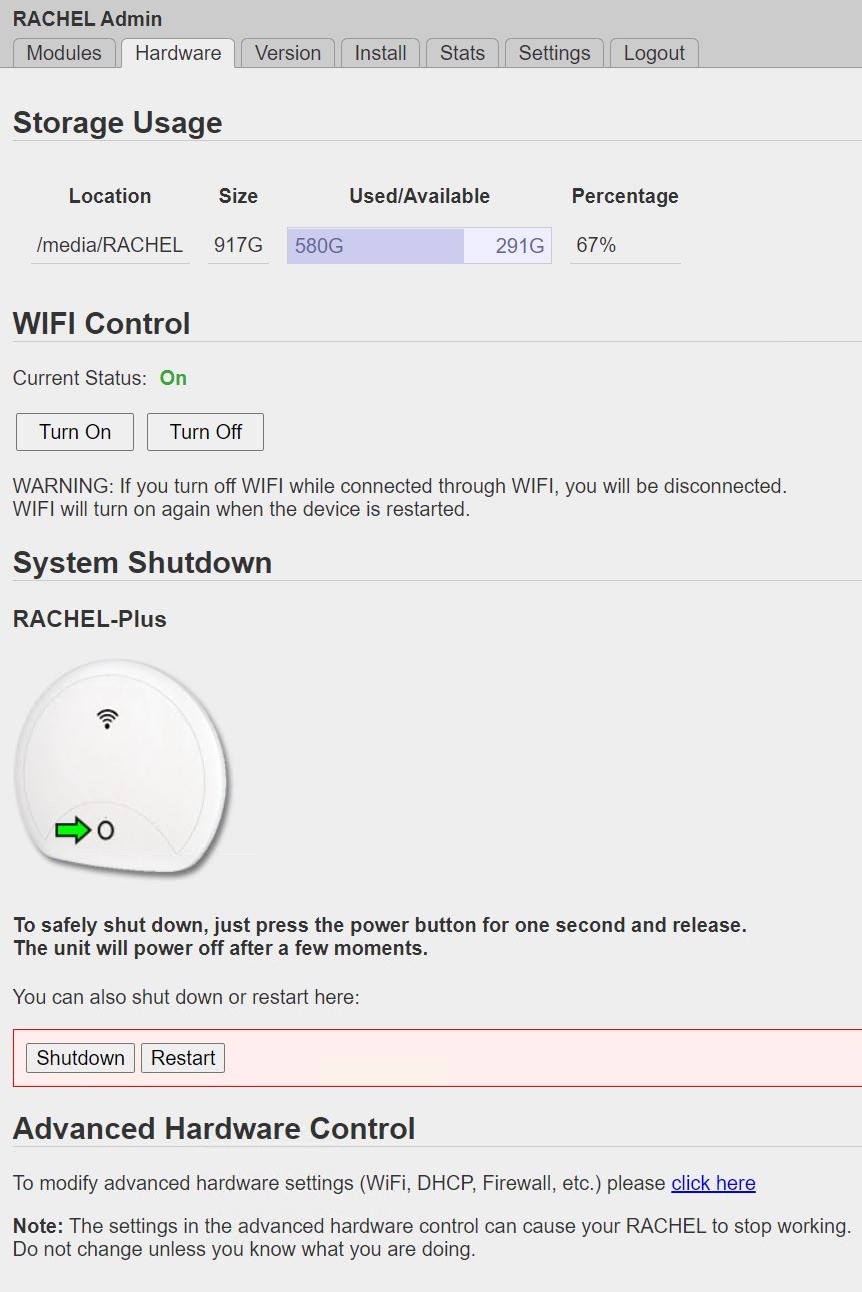 RACHEL Admin
Modules Hardware Version Install Stats Settings Logout
Storage Usage
Location Size Used/Available Percentage
/media/RACHEL 917G 580G 291G 67%
WIFI Control
Current Status: On
Turn On Turn Off
WARNING: If you turn off WIFI while connected through WIFI, you will be disconnected.
WIFI will turn on again when the device is restarted.
System Shutdown
RACHEL-Plus
To safely shut down, just press the power button for one second and release.
The unit will power off after a few moments.
You can also shut down or restart here:
Shutdown Restart
Advanced Hardware Control
To modify advanced hardware settings (WiFi, DHCP, Firewall, etc.) please click here
Note: The settings in the advanced hardware control can cause your RACHEL to stop working.
Do not change unless you know what you are doing.